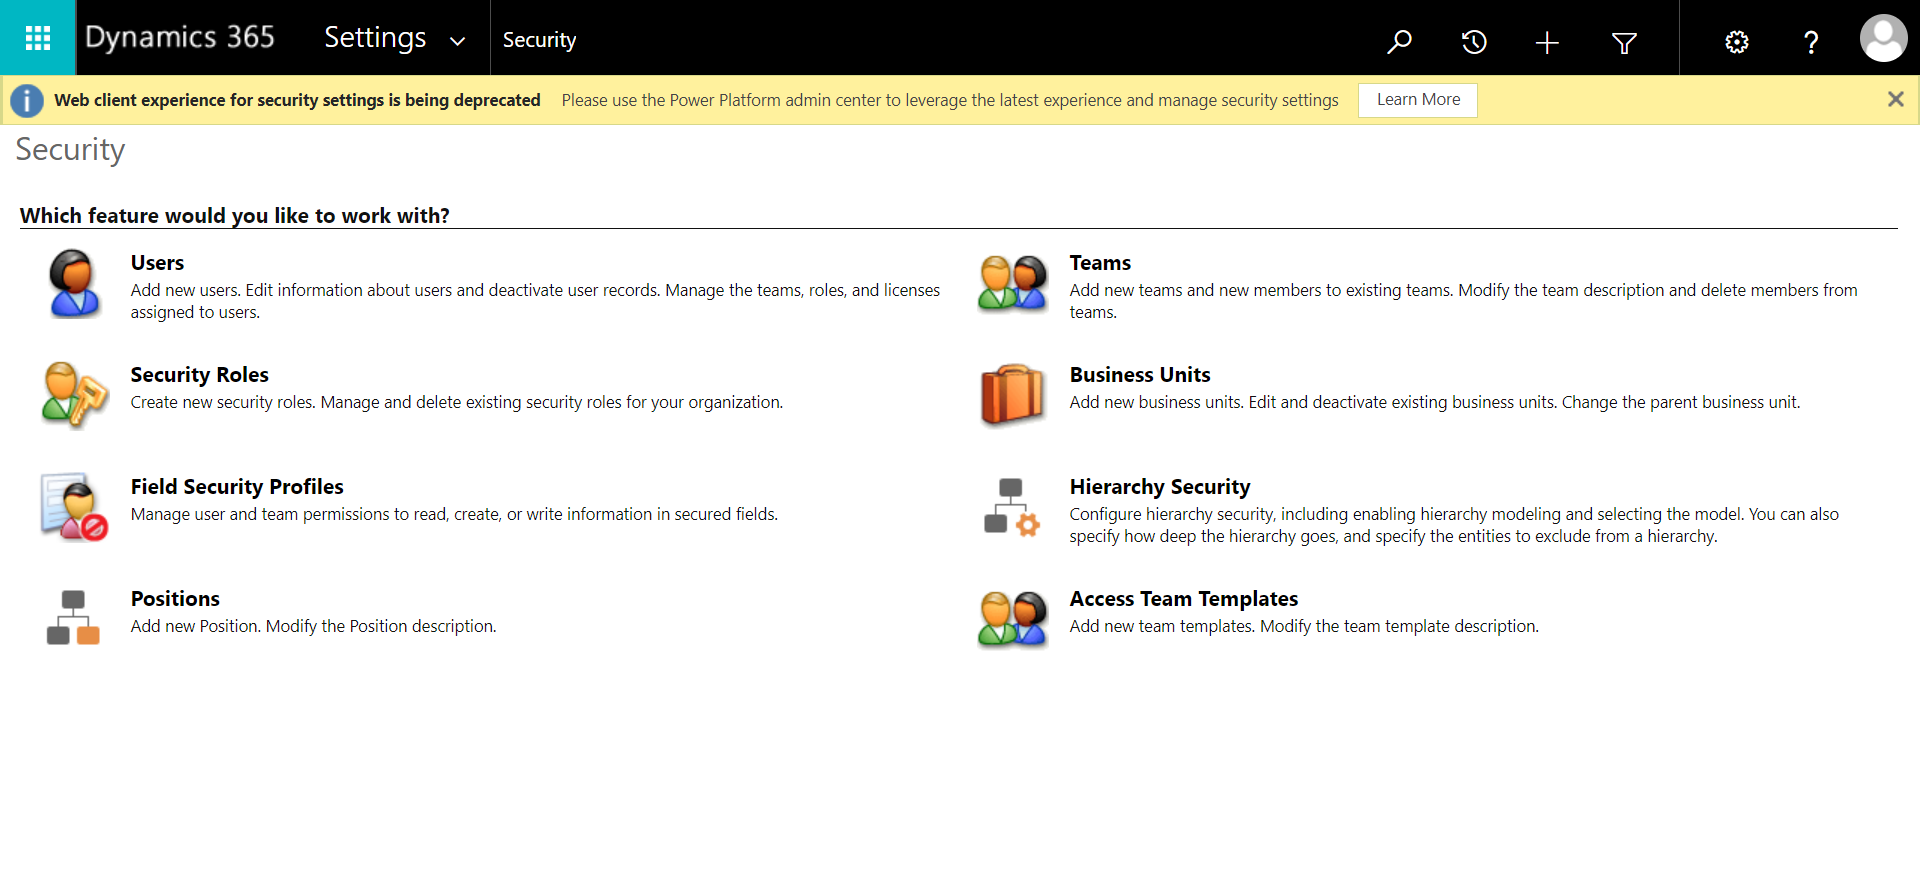 Dynamics 365 Settings Security
Web client experience for security settings is being deprecated Please use the Power Platform admin center to leverage the latest experience and manage security settings Learn More
Security
Which feature would you like to work with?
Users
Add new users. Edit information about users and deactivate user records. Manage the teams, roles, and licenses
assigned to users.
Teams
Add new teams and new members to existing teams. Modify the team description and delete members from
teams.
Security Roles
Create new security roles. Manage and delete existing security roles for your organization.
Business Units
Add new business units. Edit and deactivate existing business units. Change the parent business unit.
Field Security Profiles
Manage user and team permissions to read, create, or write information in secured fields.
Hierarchy Security
Configure hierarchy security, including enabling hierarchy modeling and selecting the model. You can also
specify how deep the hierarchy goes, and specify the entities to exclude from a hierarchy.
Positions
Add new Position. Modify the Position description.
Access Team Templates
Add new team templates. Modify the team template description.